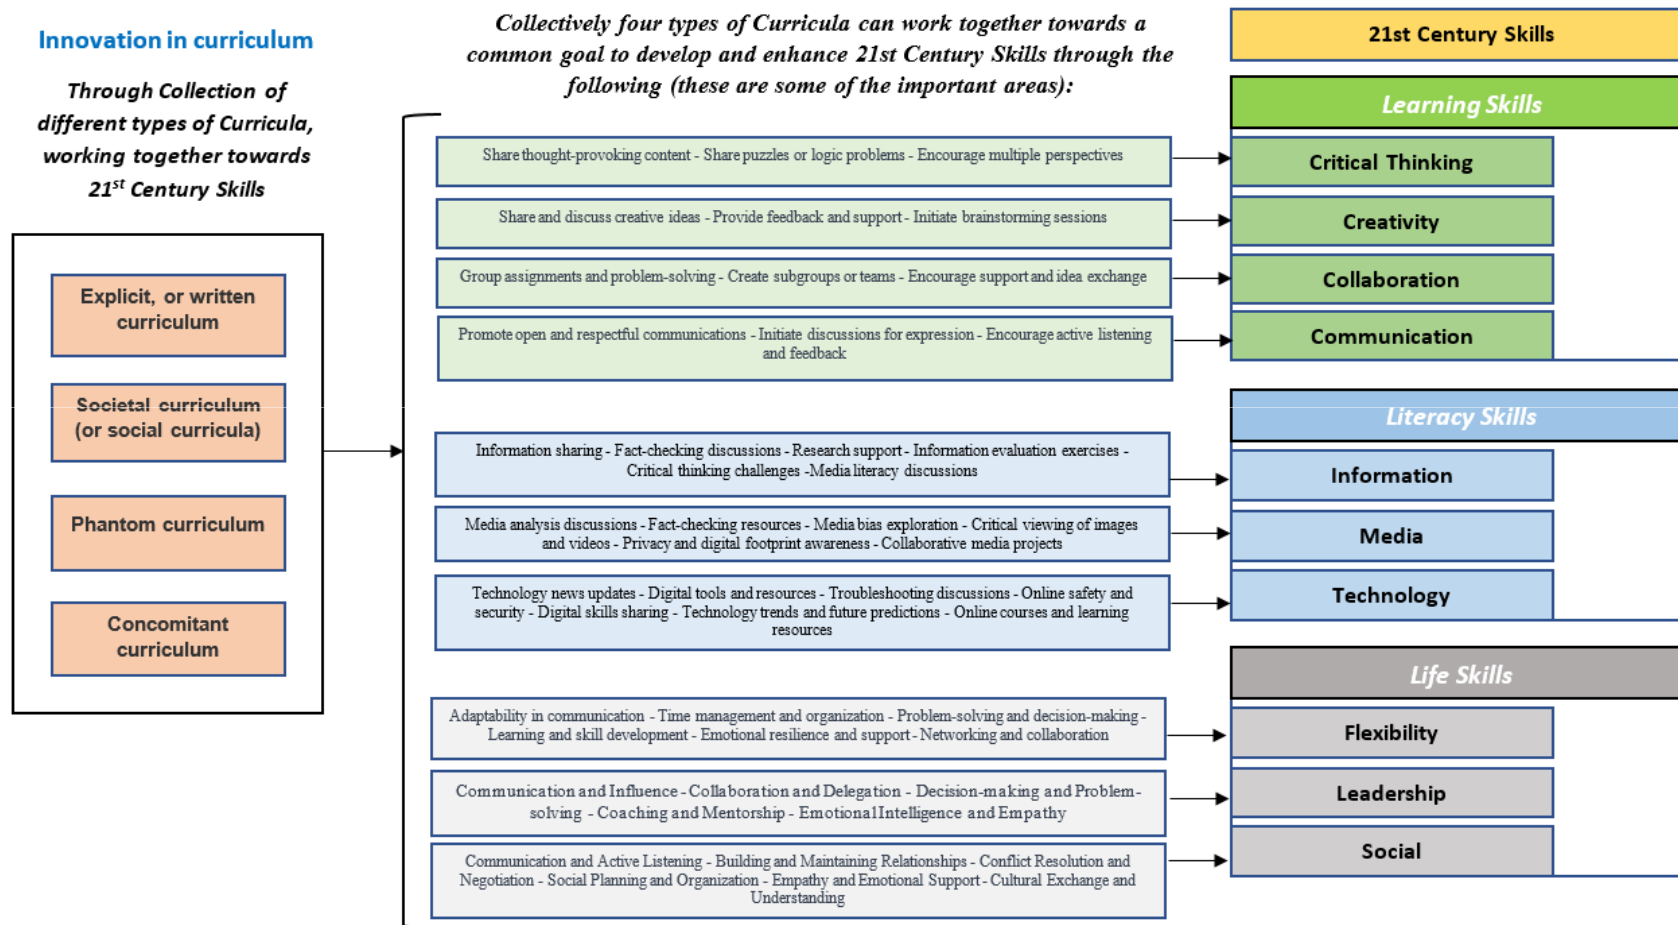 Innovation in curriculum
Through Collection of
different types of Curricula,
working together towards
21st Century Skills
Explicit, or written
curriculum
Societal curriculum
(or social curricula)
Phantom curriculum
Concomitant
curriculum
Collectively four types of Curricula can work together towards a
common goal to develop and enhance 21st Century Skills through the
following (these are some of the important areas):
21st Century Skills
Learning Skills
Share thought-provoking content - Share puzzles or logic problems - Encourage multiple perspectives
Critical Thinking
Share and discuss creative ideas - Provide feedback and support - Initiate brainstorming sessions
Creativity
Group assignments and problem-solving - Create subgroups or teams - Encourage support and idea exchange
Collaboration
Promote open and respectful communications - Initiate discussions for expression - Encourage active listening
and feedback
Communication
Literacy Skills
Information sharing - Fact-checking discussions - Research support - Information evaluation exercises -
Critical thinking challenges -Media literacy discussions
Information
Media analysis discussions - Fact-checking resources - Media bias exploration - Critical viewing of images
and videos - Privacy and digital footprint awareness - Collaborative media projects
Media
Technology news updates - Digital tools and resources - Troubleshooting discussions - Online safety and
security - Digital skills sharing - Technology trends and future predictions - Online courses and learning
resources
Technology
Life Skills
Adaptability in communication - Time management and organization - Problem-solving and decision-making -
Learning and skill development - Emotional resilience and support - Networking and collaboration
Flexibility
Communication and Influence - Collaboration and Delegation - Decision-making and Problem-
solving - Coaching and Mentorship - Emotional Intelligence and Empathy
Leadership
Communication and Active Listening - Building and Maintaining Relationships - Conflict Resolution and
Negotiation - Social Planning and Organization - Empathy and Emotional Support - Cultural Exchange and
Understanding
Social